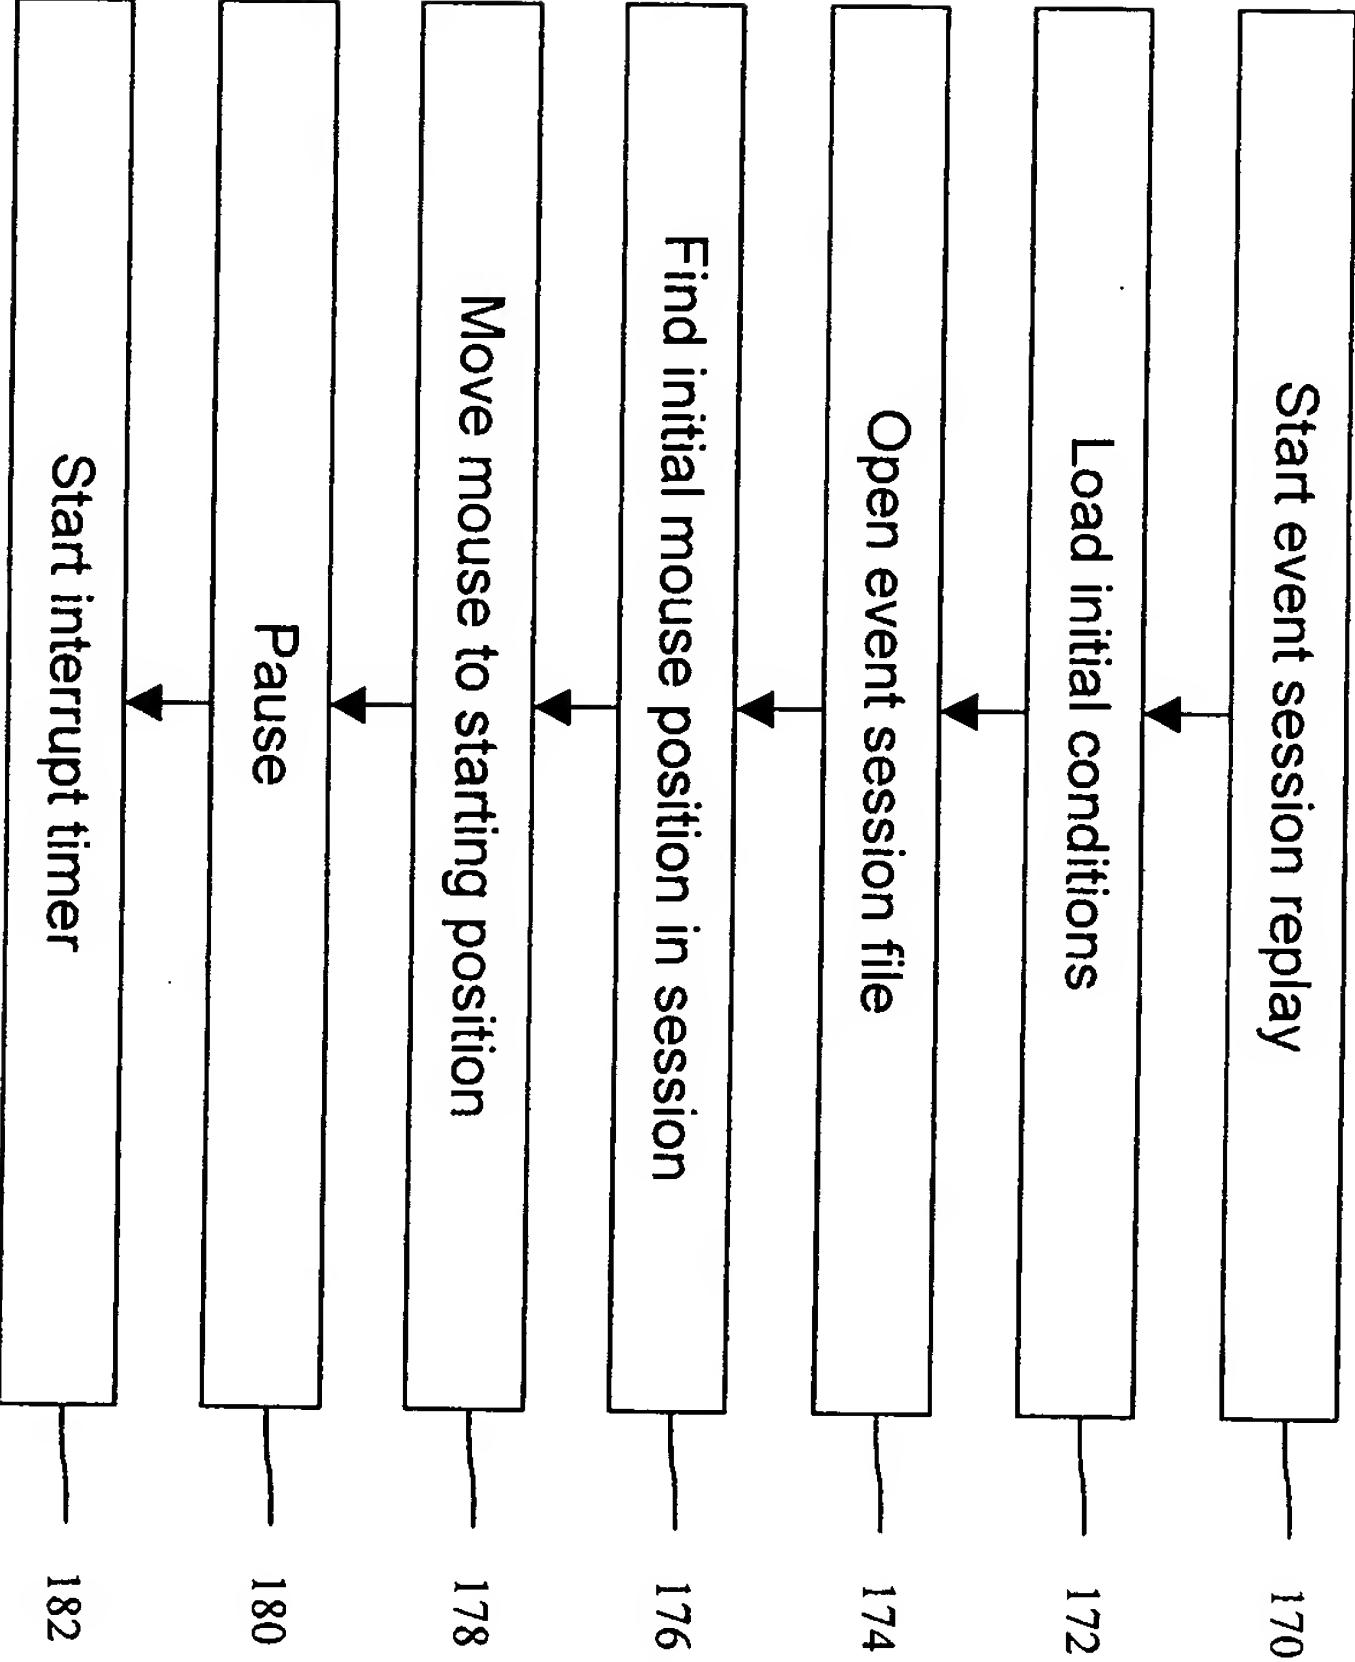 Start event session replay
170
Load initial conditions
172
Open event session file
174
Find initial mouse position in session
176
Move mouse to starting position
178
Pause
180
Start interrupt timer
182